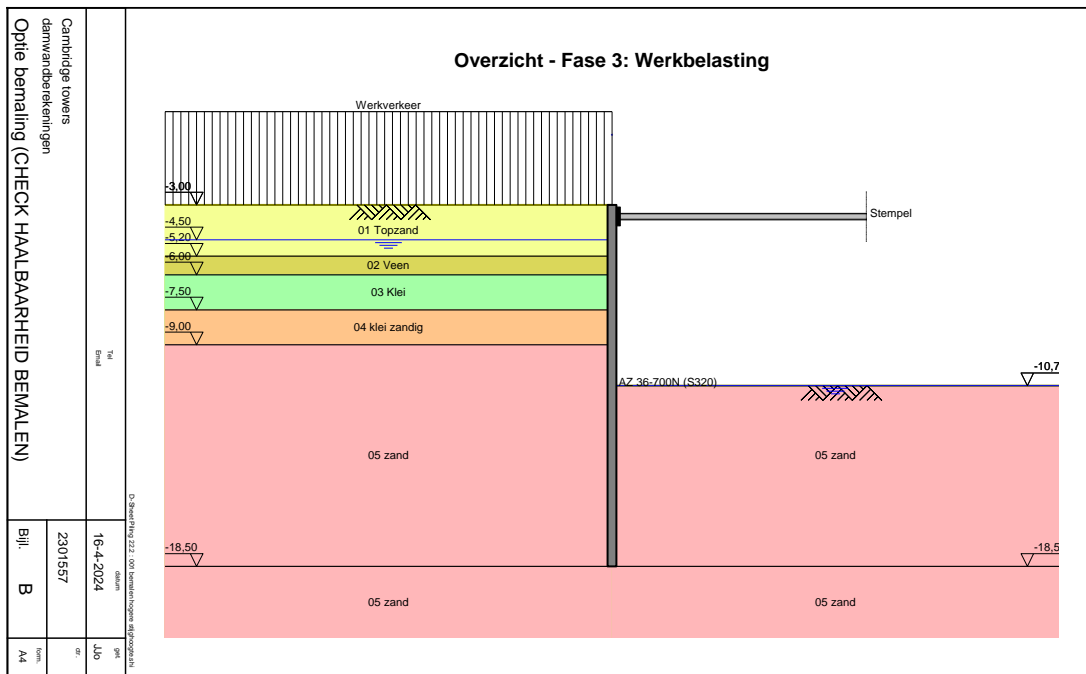 Overzicht - Fase 3: Werkbelasting
Werkverkeer
-3,00
Stempel
-4,50
01 Topzand
-5,20
-6,00
02 Veen
03 Klei
-7,50
04 klei zandig
-9,00
-10,7
AZ 36-700N (S320)
05 zand
05 zand
-18,50
-18,5
05 zand
05 zand
Cambridge towers
damwandberekeningen
Optie bemaling (CHECK HAALBAARHEID BEMALEN)
Tel
Email
datum
16-4-2024
get.
JJo
2301557
ctr.
Bijl.
B
form.
A4
D-Sheet Piling 22.2 : 001 bemalen